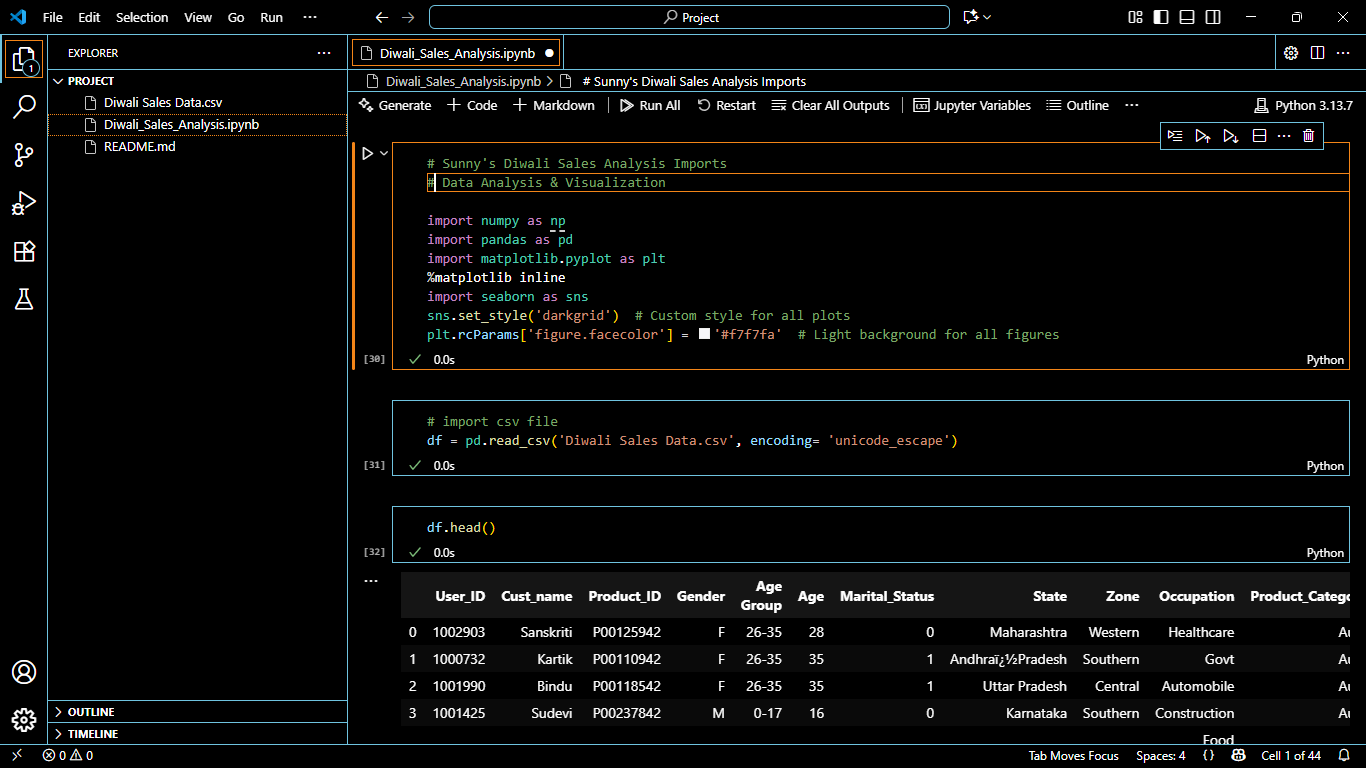 File Edit Selection View Go Run ···
Project
EXPLORER ···
PROJECT
Diwali Sales Data.csv
Diwali_Sales_Analysis.ipynb
README.md
OUTLINE
TIMELINE
1
Diwali_Sales_Analysis.ipynb
Diwali_Sales_Analysis.ipynb > # Sunny's Diwali Sales Analysis Imports
Generate + Code + Markdown Run All Restart Clear All Outputs Jupyter Variables Outline ··· Python 3.13.7
# Sunny's Diwali Sales Analysis Imports
# Data Analysis & Visualization
import numpy as np
import pandas as pd
import matplotlib.pyplot as plt
%matplotlib inline
import seaborn as sns
sns.set_style('darkgrid')  # Custom style for all plots
plt.rcParams['figure.facecolor'] = '#f7f7fa'  # Light background for all figures
[30] 0.0s Python
# import csv file
df = pd.read_csv('Diwali Sales Data.csv', encoding= 'unicode_escape')
[31] 0.0s Python
df.head()
[32] 0.0s Python
···
User_ID Cust_name Product_ID Gender Age Group Age Marital_Status State Zone Occupation Product_Catego
0 1002903 Sanskriti P00125942 F 26-35 28 0 Maharashtra Western Healthcare Au
1 1000732 Kartik P00110942 F 26-35 35 1 Andhraï¿½Pradesh Southern Govt Au
2 1001990 Bindu P00118542 F 26-35 35 1 Uttar Pradesh Central Automobile Au
3 1001425 Sudevi P00237842 M 0-17 16 0 Karnataka Southern Construction Au
Food
0 0 Tab Moves Focus Spaces: 4 {} Cell 1 of 44